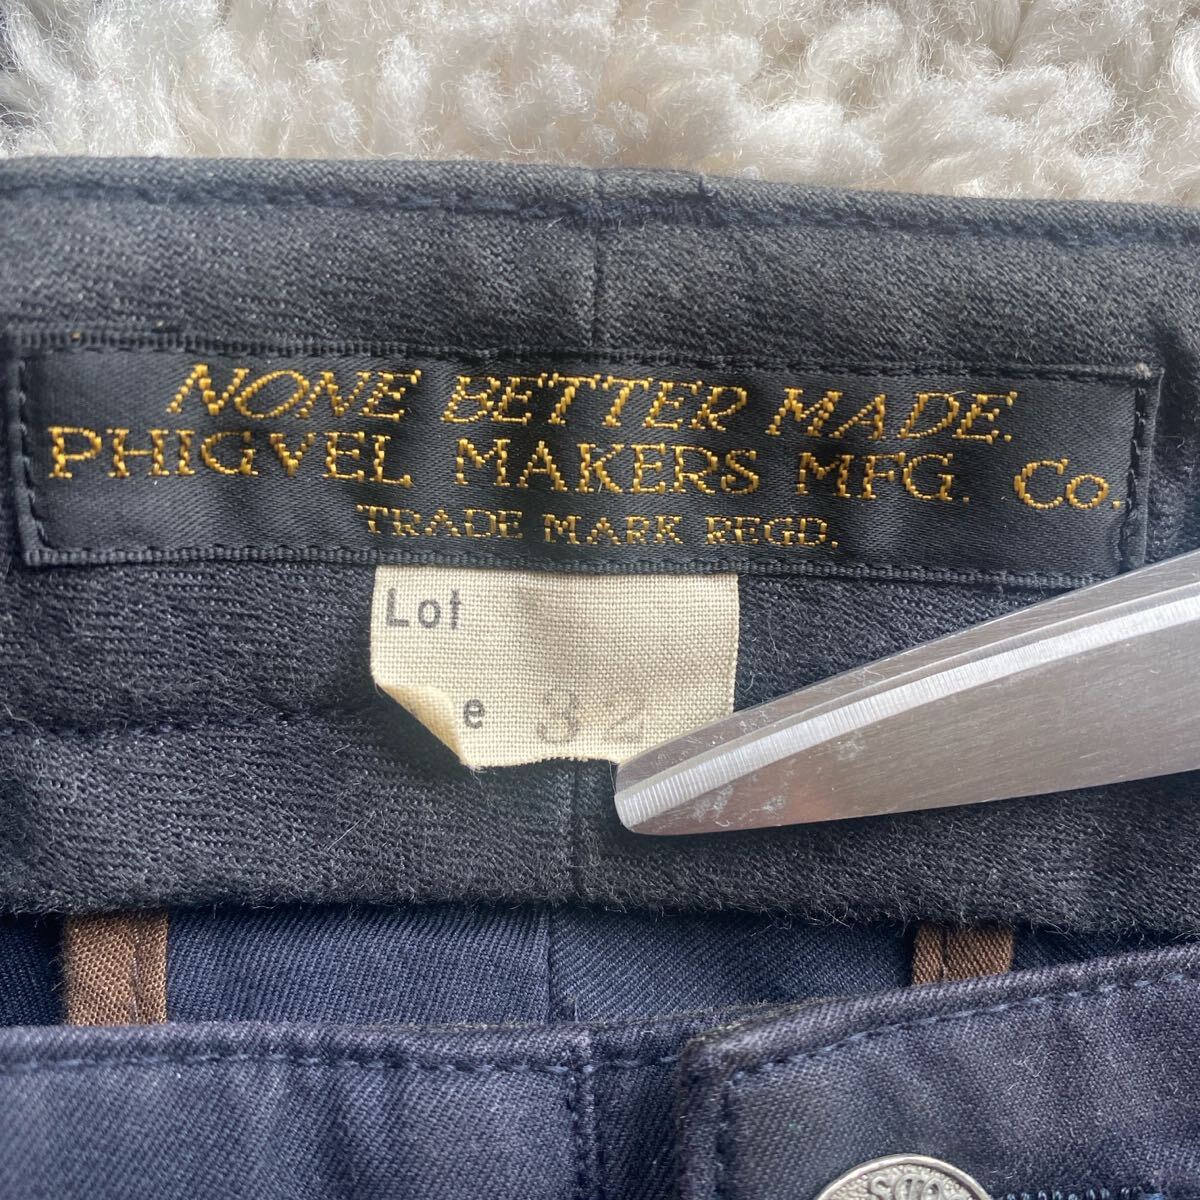 NONE BETTER MADE.
PHIGVEL MAKERS MFG. Co.
TRADE MARK REGD.
Lot
e 32